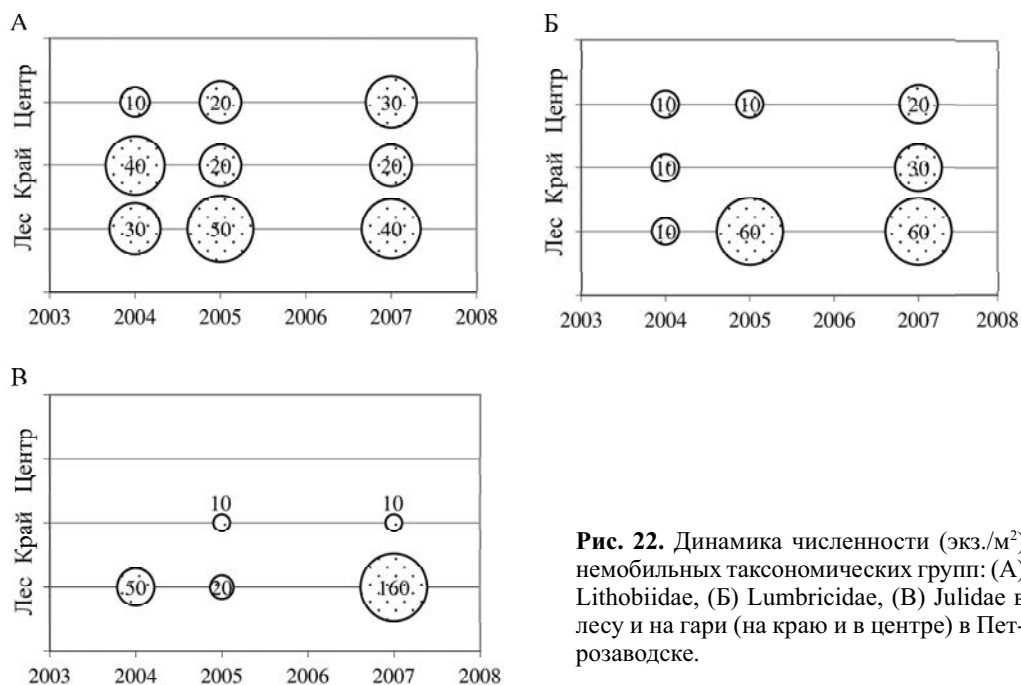 А
Центр
10 20 30
Край
40 20 20
Лес
30 50 40
2003 2004 2005 2006 2007 2008
Б
Центр
10 10 20
Край
10 30
Лес
10 60 60
2003 2004 2005 2006 2007 2008
В
Центр
Край
10 10
Лес
50 20 160
2003 2004 2005 2006 2007 2008
Рис. 22. Динамика численности (экз./м²)
немобильных таксономических групп: (А)
Lithobiidae, (Б) Lumbricidae, (В) Julidae в
лесу и на гари (на краю и в центре) в Пет-
розаводске.